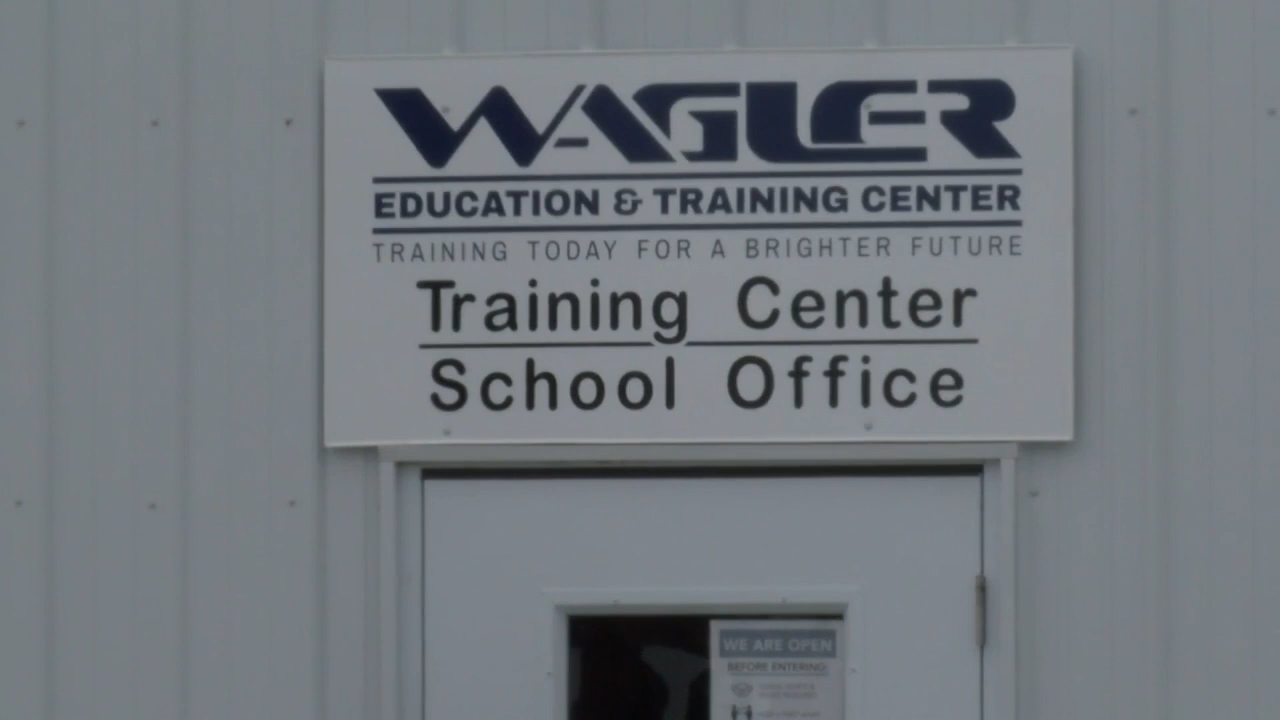 WAGLER
EDUCATION & TRAINING CENTER
TRAINING TODAY FOR A BRIGHTER FUTURE
Training Center
School Office
WE ARE OPEN
BEFORE ENTERING: